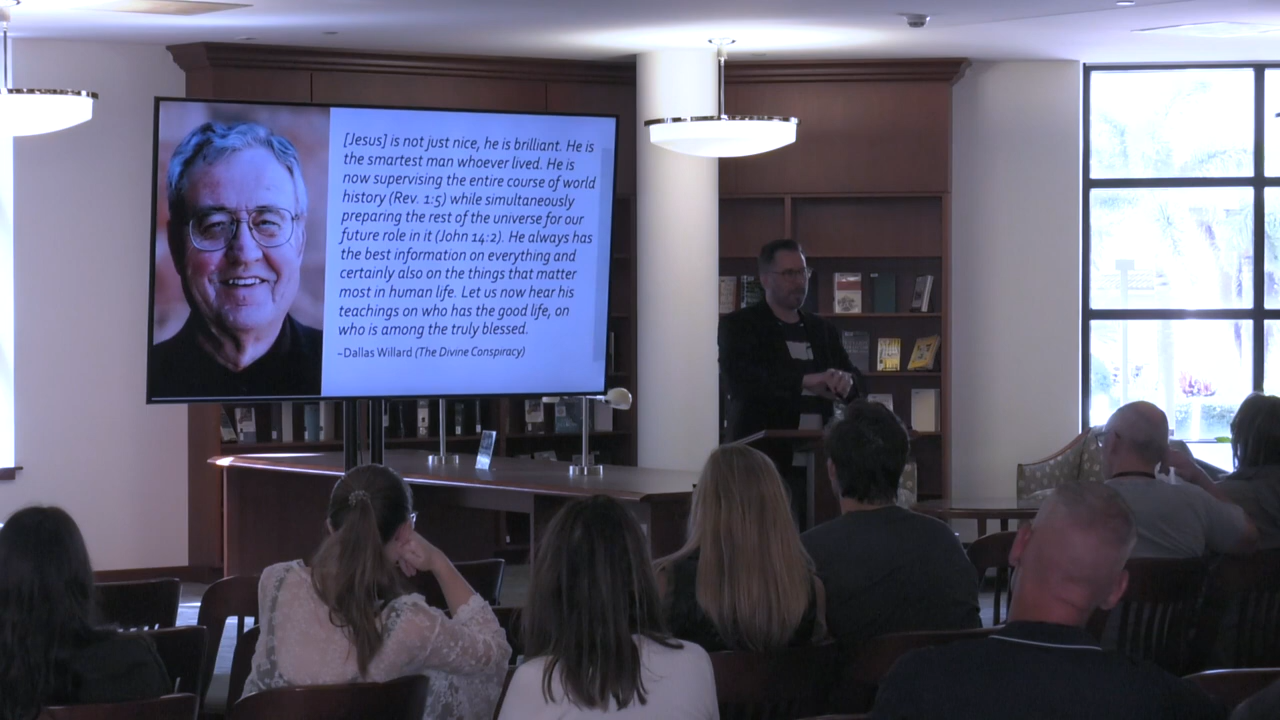 [Jesus] is not just nice, he is brilliant. He is
the smartest man whoever lived. He is
now supervising the entire course of world
history (Rev. 1:5) while simultaneously
preparing the rest of the universe for our
future role in it (John 14:2). He always has
the best information on everything and
certainly also on the things that matter
most in human life. Let us now hear his
teachings on who has the good life, on
who is among the truly blessed.
–Dallas Willard (The Divine Conspiracy)